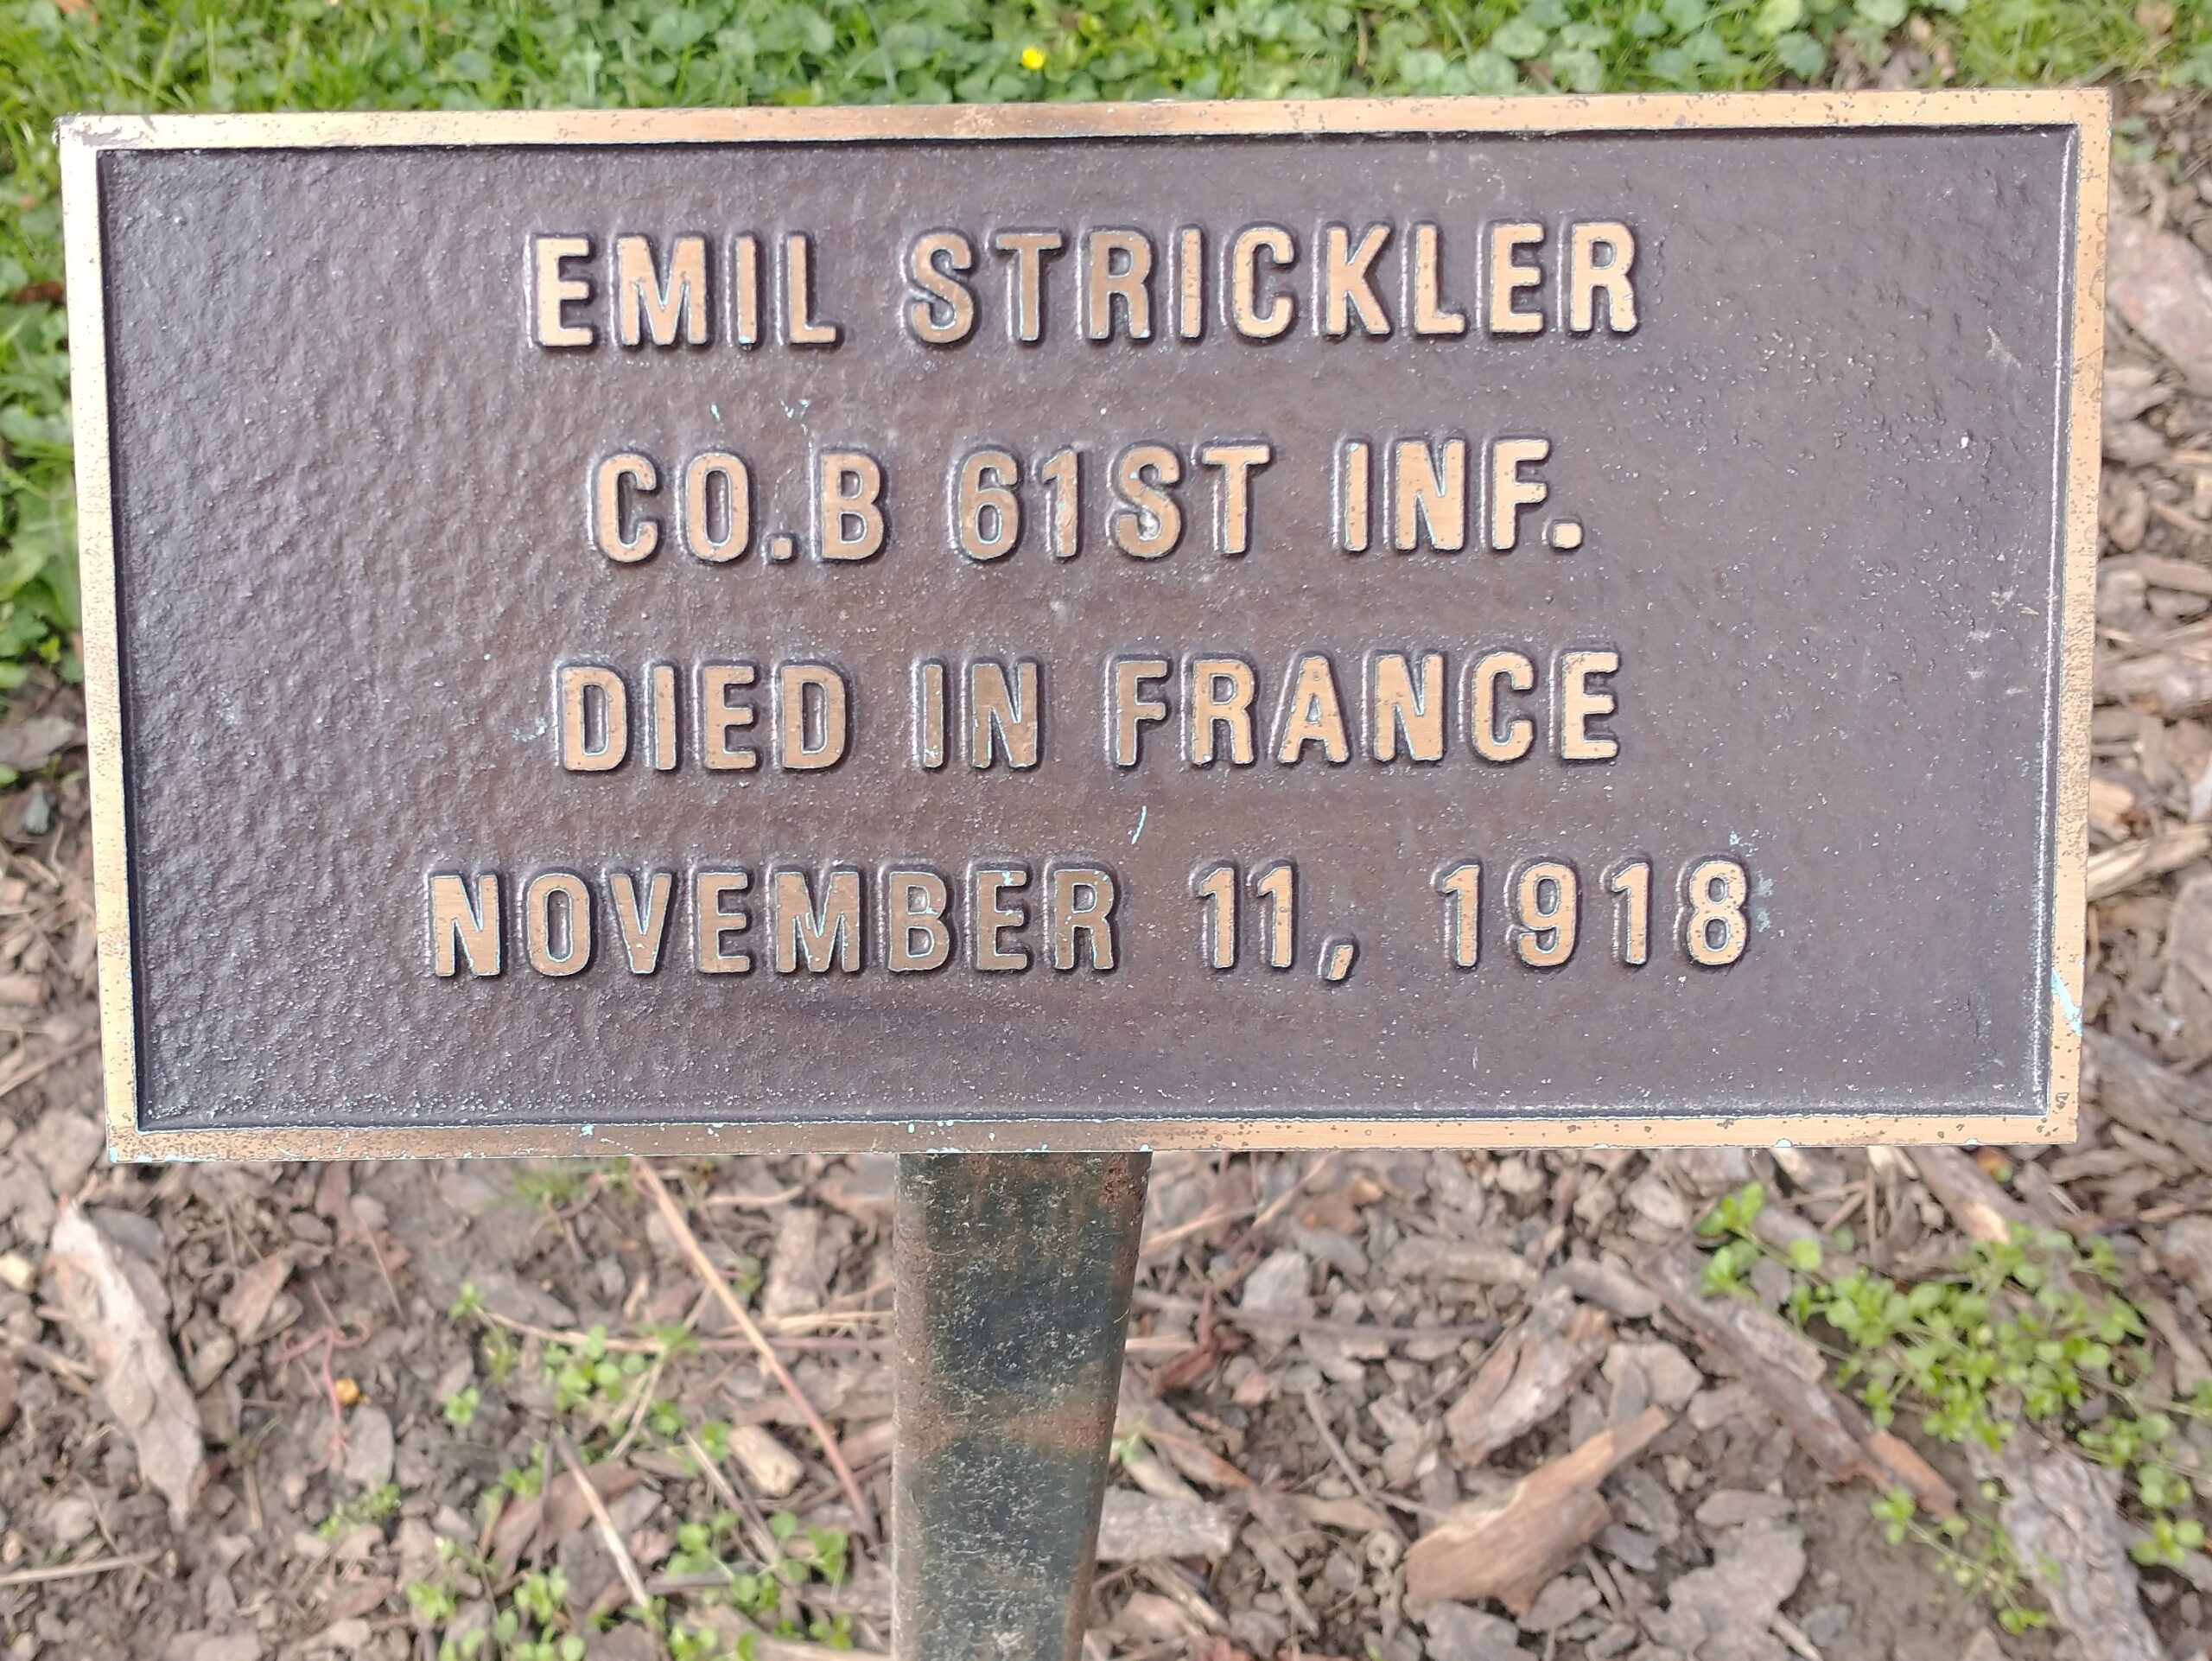 EMIL STRICKLER
CO.B 61ST INF.
DIED IN FRANCE
NOVEMBER 11, 1918